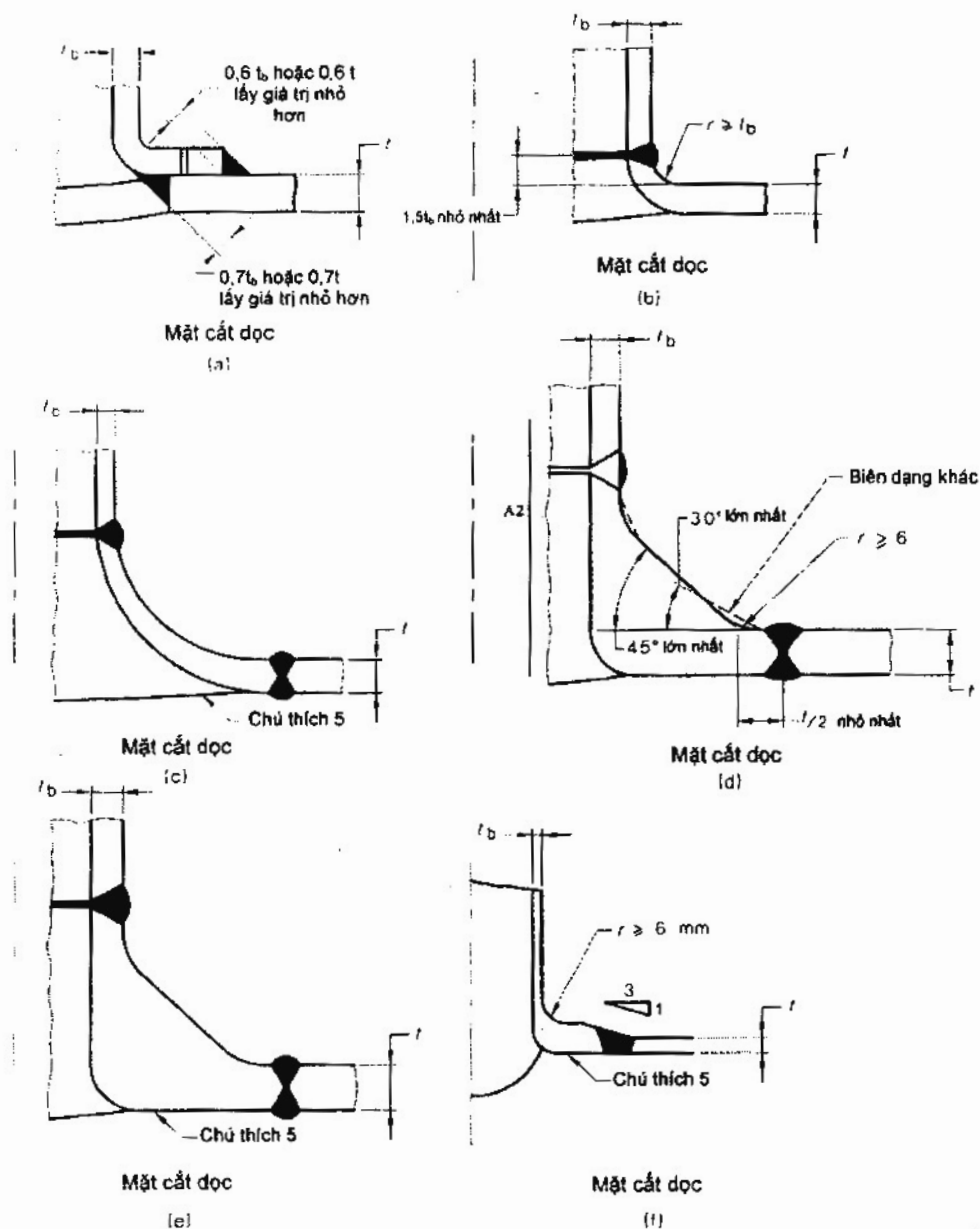 t_b
0,6 t_b hoặc 0,6 t
lấy giá trị nhỏ
hơn
t
0,7t_b hoặc 0,7t
lấy giá trị nhỏ hơn
Mặt cắt dọc
(a)
t_b
r ≥ t_b
t
1,5t_b nhỏ nhất
Mặt cắt dọc
(b)
t_b
t
Chú thích 5
Mặt cắt dọc
(c)
t_b
A2
Biên dạng khác
30° lớn nhất
r ≥ 6
45° lớn nhất
t
t/2 nhỏ nhất
Mặt cắt dọc
(d)
t_b
t
Chú thích 5
Mặt cắt dọc
(e)
t_b
r ≥ 6 mm
3
1
t
Chú thích 5
Mặt cắt dọc
(f)